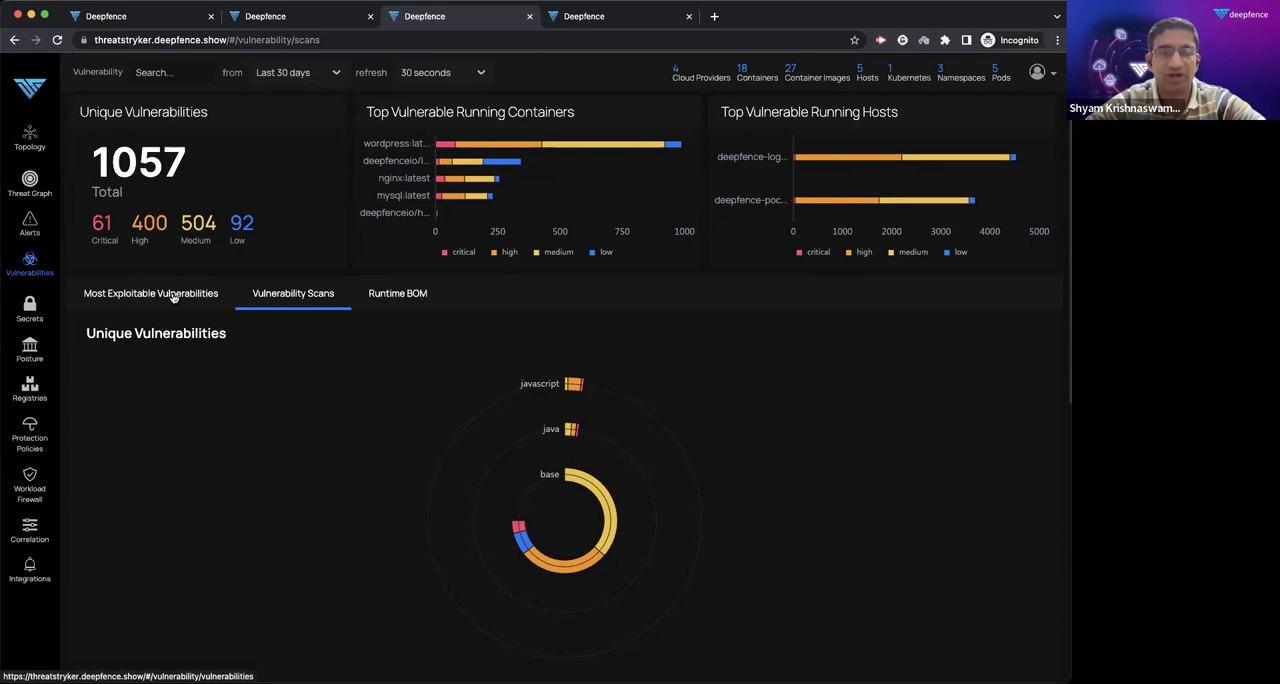 Deepfence
Deepfence
Deepfence
Deepfence
threatstryker.deepfence.show/#/vulnerability/scans
Incognito
deepfence
Shyam Krishnaswam...
Vulnerability
Search...
from
Last 30 days
refresh
30 seconds
4 Cloud Providers
18 Containers
27 Container Images
5 Hosts
1 Kubernetes
3 Namespaces
5 Pods
Topology
Threat Graph
Alerts
Vulnerabilities
Secrets
Posture
Registries
Protection
Policies
Workload
Firewall
Correlation
Integrations
Unique Vulnerabilities
1057
Total
61
400
504
92
Critical
High
Medium
Low
Top Vulnerable Running Containers
wordpress:lat...
deepfenceio/l...
nginx:latest
mysql:latest
deepfenceio/h...
0
250
500
750
1000
critical
high
medium
low
Top Vulnerable Running Hosts
deepfence-log...
deepfence-poc...
0
1000
2000
3000
4000
5000
critical
high
medium
low
Most Exploitable Vulnerabilities
Vulnerability Scans
Runtime BOM
Unique Vulnerabilities
javascript
java
base
https://threatstryker.deepfence.show/#/vulnerability/vulnerabilities